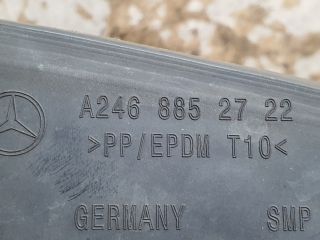 A246 885 27 22
>PP/EPDM T10<
GERMANY SMP